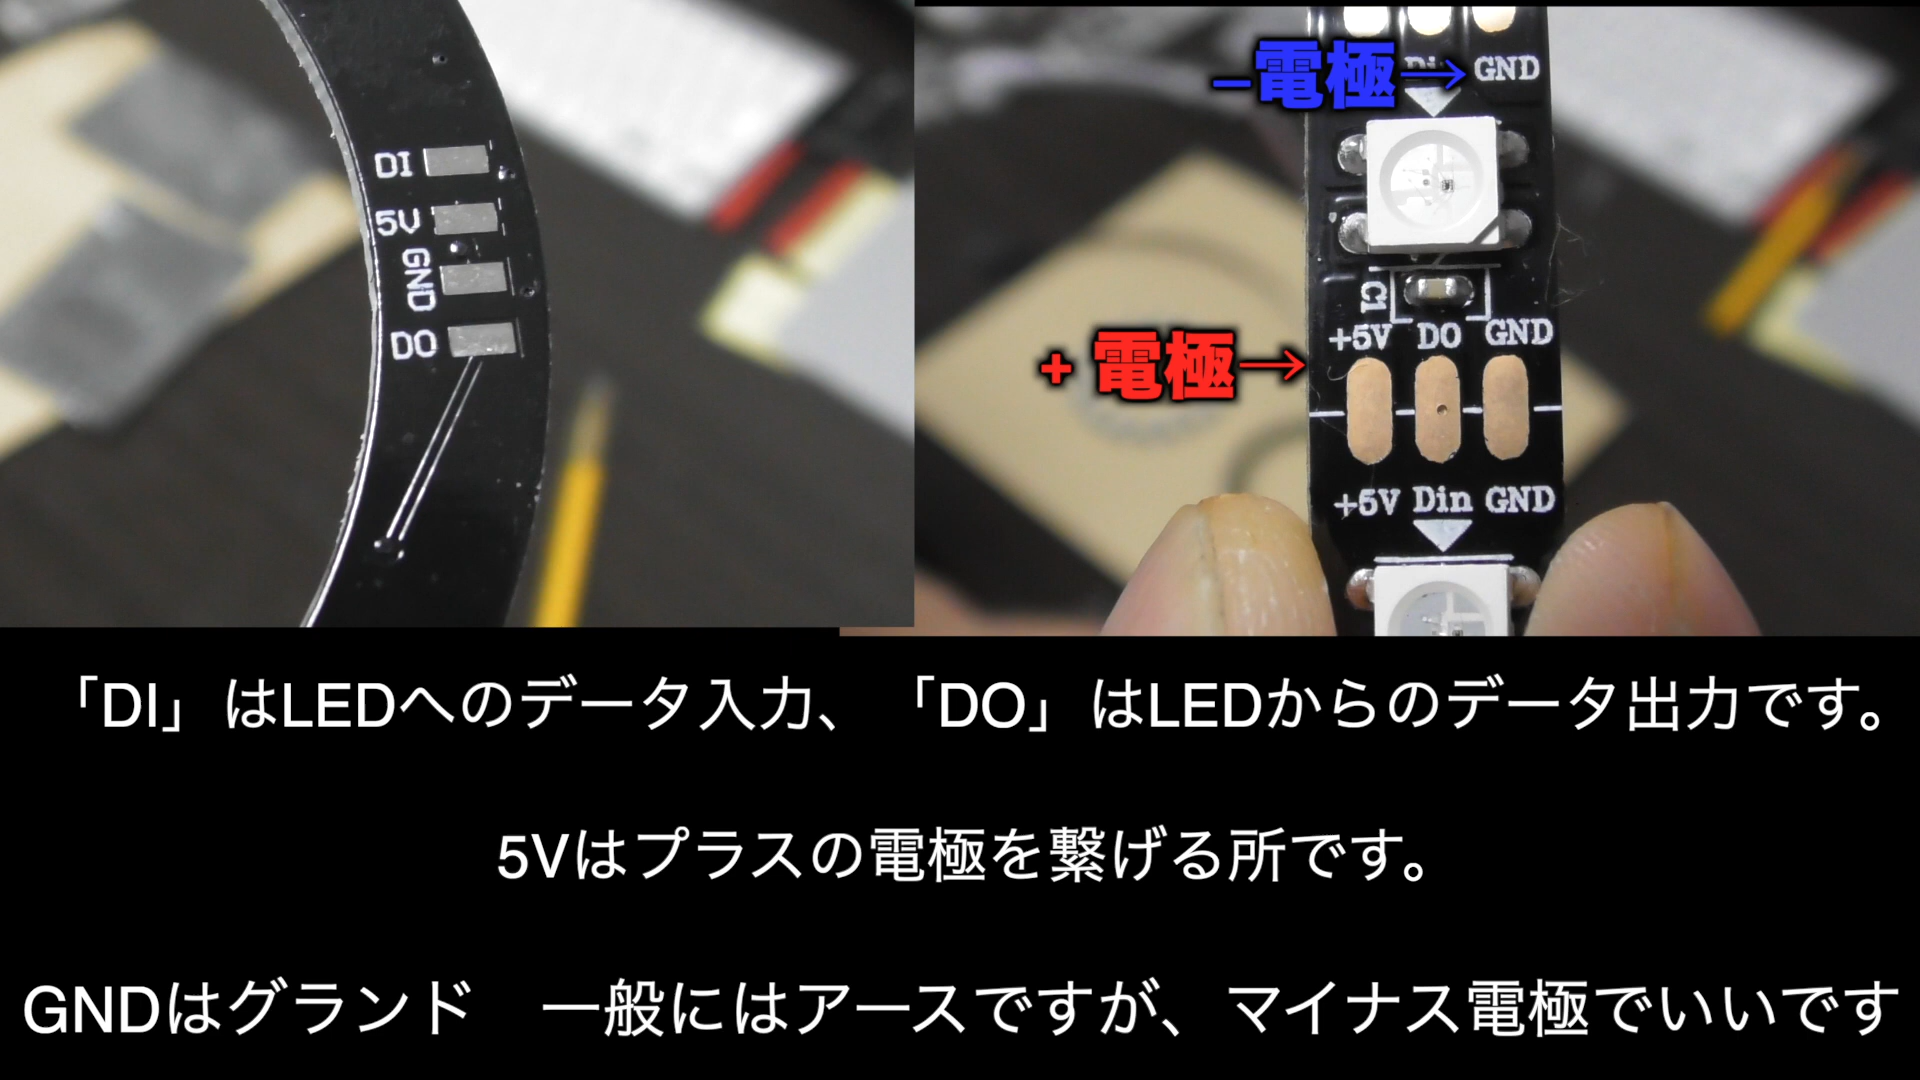 DI
5V
GND
DO
–電極→
GND
C1
+5V DO GND
+ 電極→
+5V Din GND
「DI」はLEDへのデータ入力、「DO」はLEDからのデータ出力です。
5Vはプラスの電極を繋げる所です。
GNDはグランド　一般にはアースですが、マイナス電極でいいです